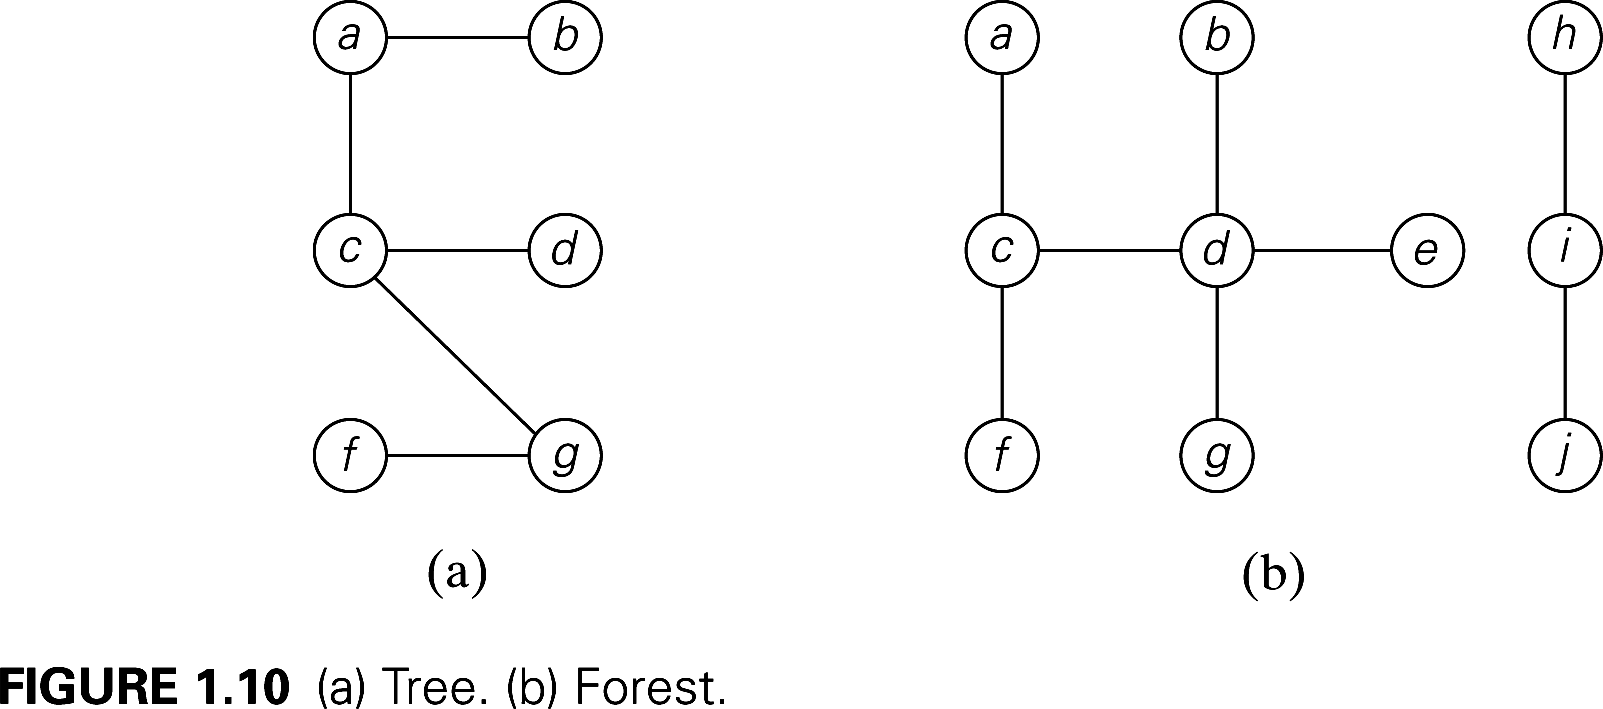 a b a b h
c d c d e i
f g f g j
(a) (b)
FIGURE 1.10 (a) Tree. (b) Forest.